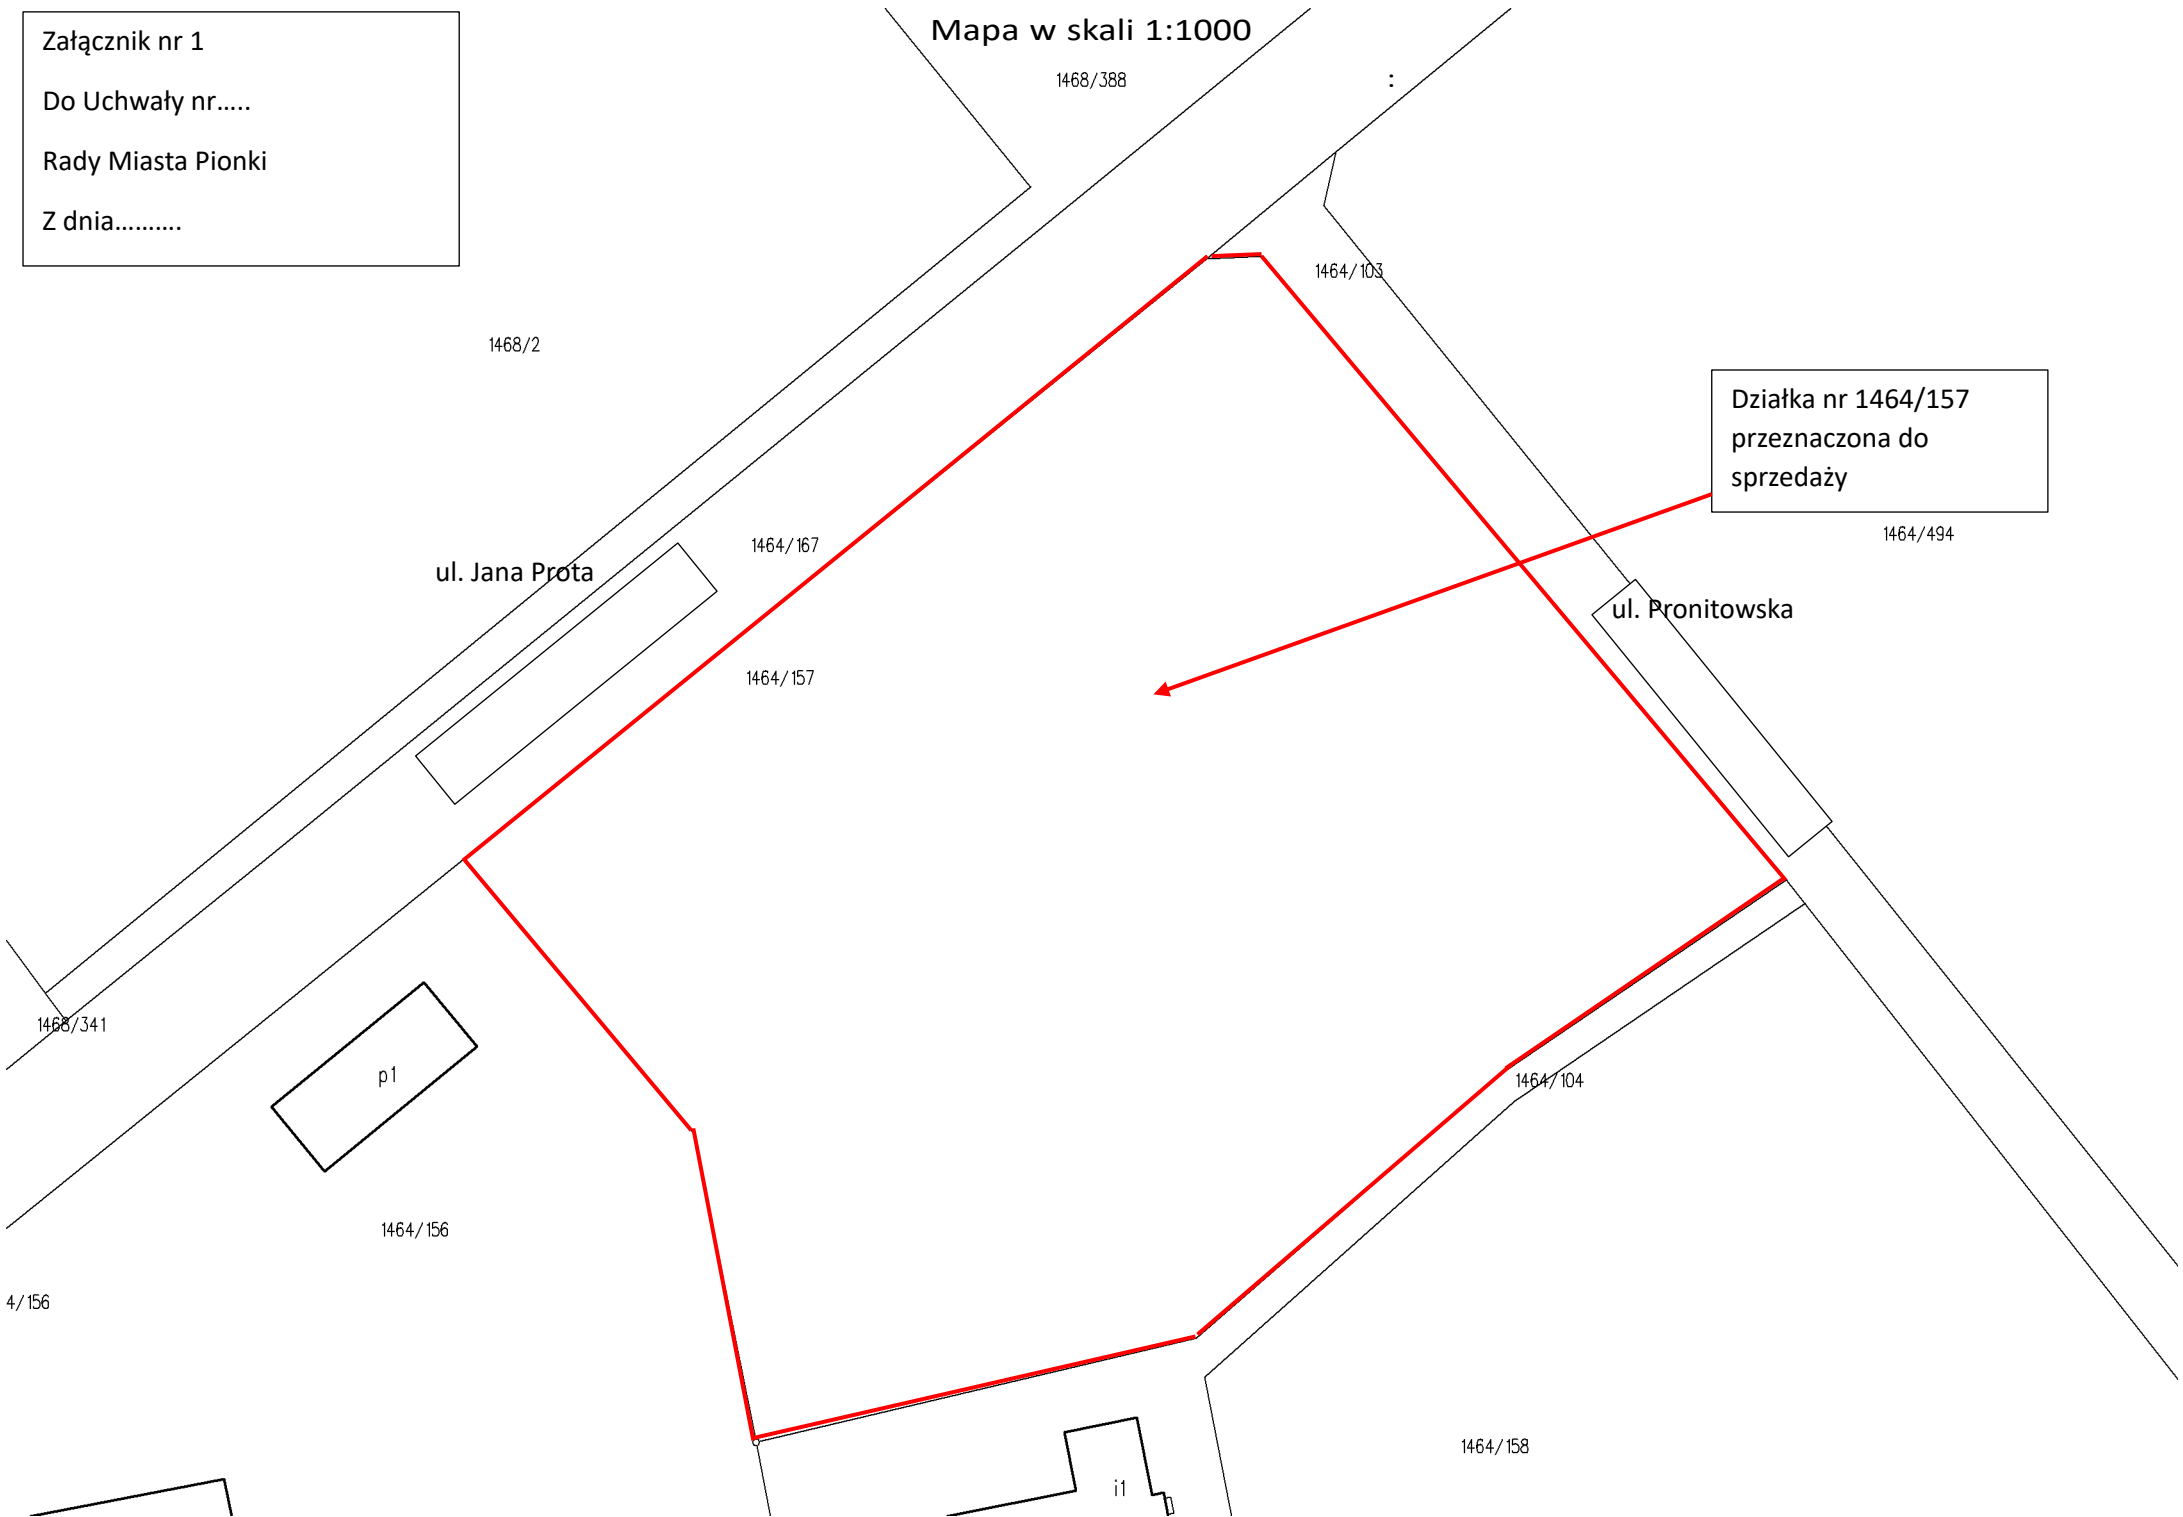 Załącznik nr 1
Do Uchwały nr.....
Rady Miasta Pionki
Z dnia..........
Mapa w skali 1:1000
1468/388
:
1464/103
1468/2
Działka nr 1464/157
przeznaczona do
sprzedaży
1464/494
1464/167
ul. Jana Prota
ul. Pronitowska
1464/157
1468/341
p1
1464/104
1464/156
4/156
1464/158
i1